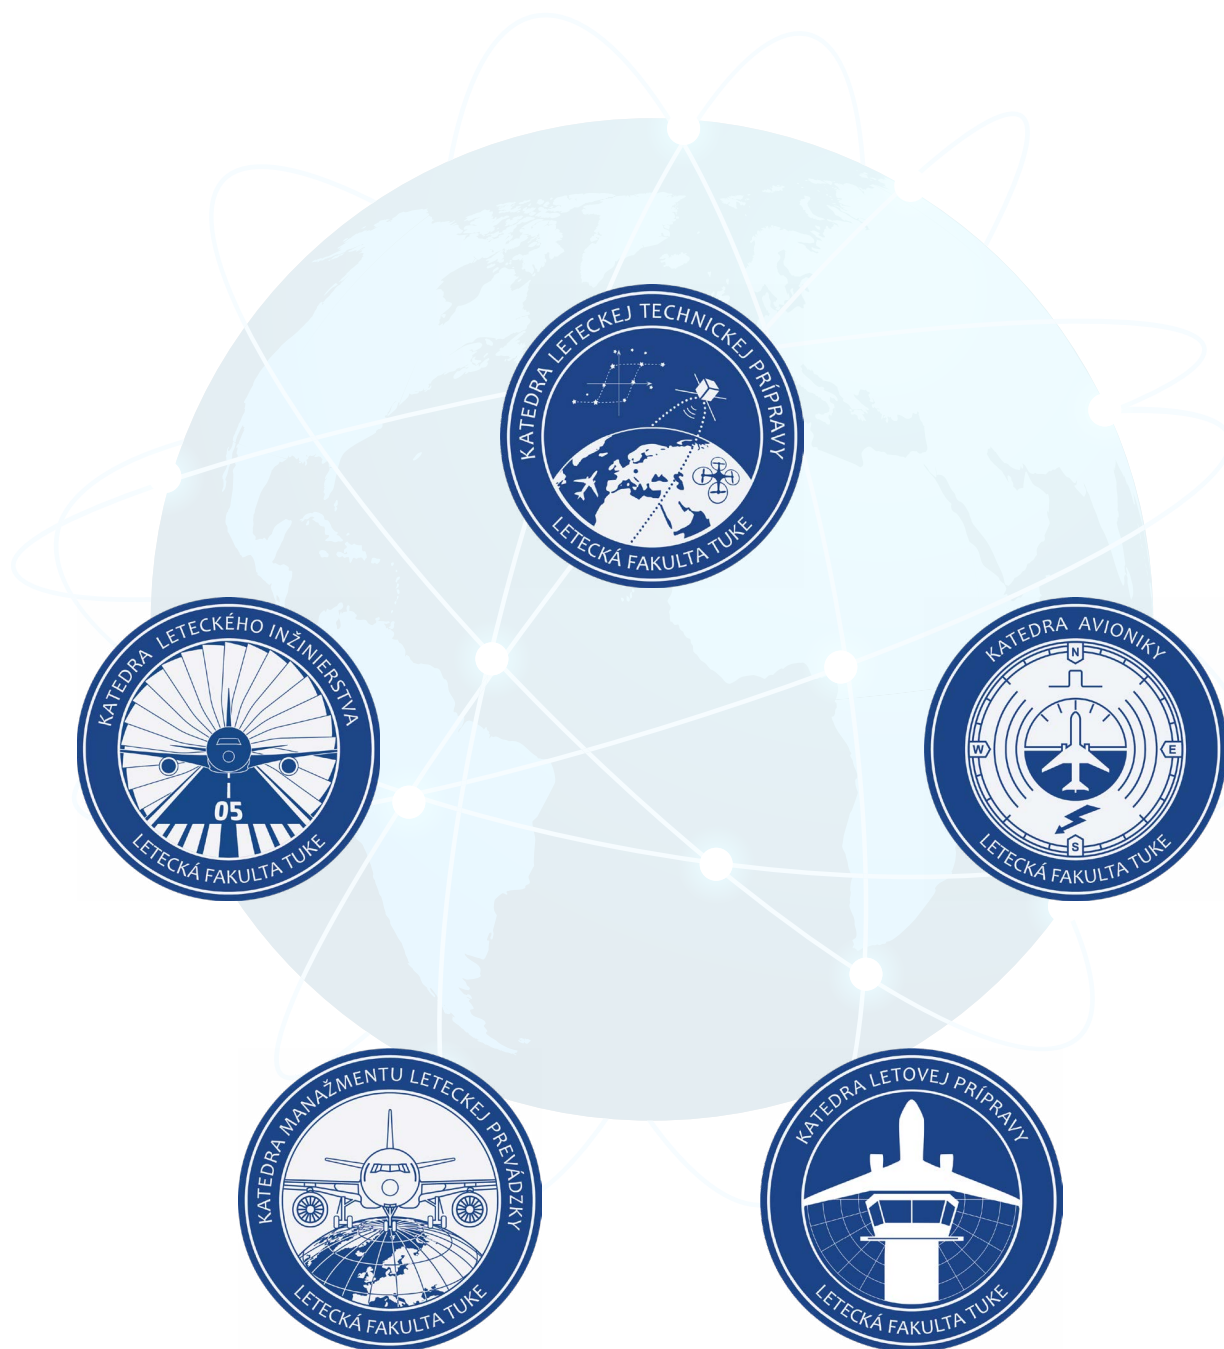 KATEDRA LETECKEJ TECHNICKEJ PRÍPRAVY
LETECKÁ FAKULTA TUKE
KATEDRA LETECKÉHO INŽINIERSTVA
05
LETECKÁ FAKULTA TUKE
KATEDRA AVIONIKY
N
W
E
S
LETECKÁ FAKULTA TUKE
KATEDRA MANAŽMENTU LETECKEJ PREVÁDZKY
LETECKÁ FAKULTA TUKE
KATEDRA LETOVEJ PRÍPRAVY
LETECKÁ FAKULTA TUKE